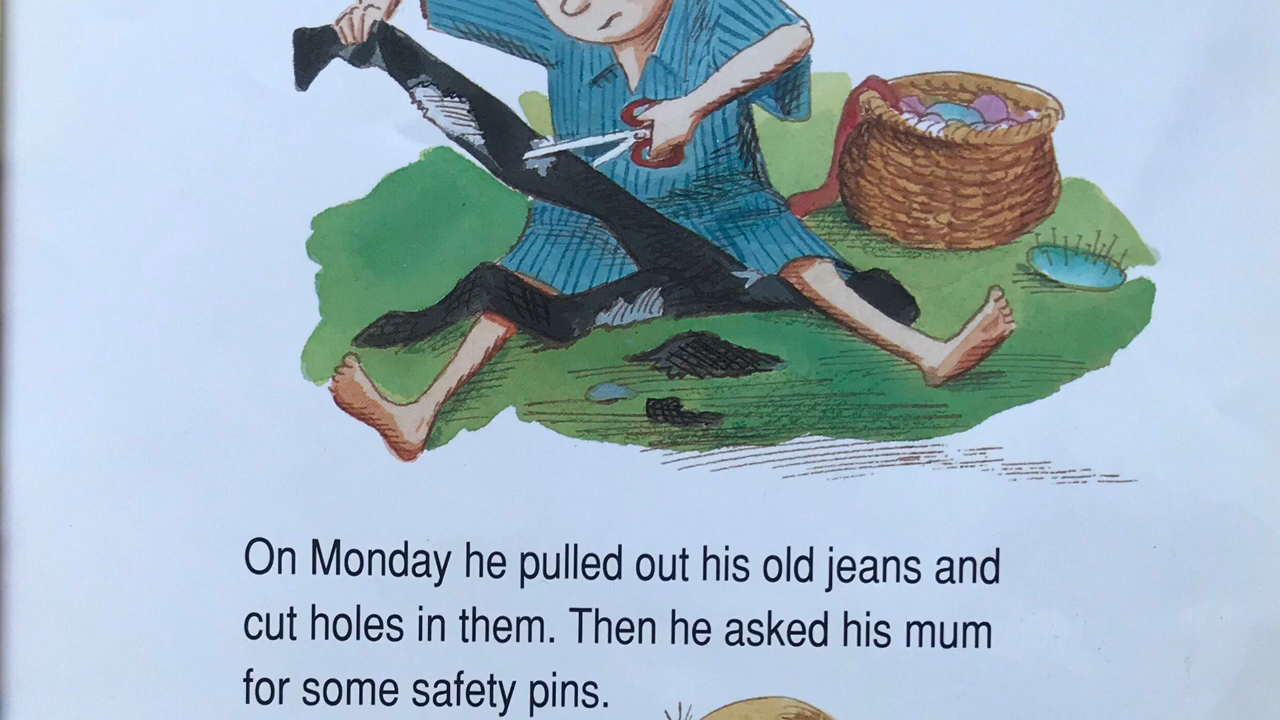 On Monday he pulled out his old jeans and
cut holes in them. Then he asked his mum
for some safety pins.